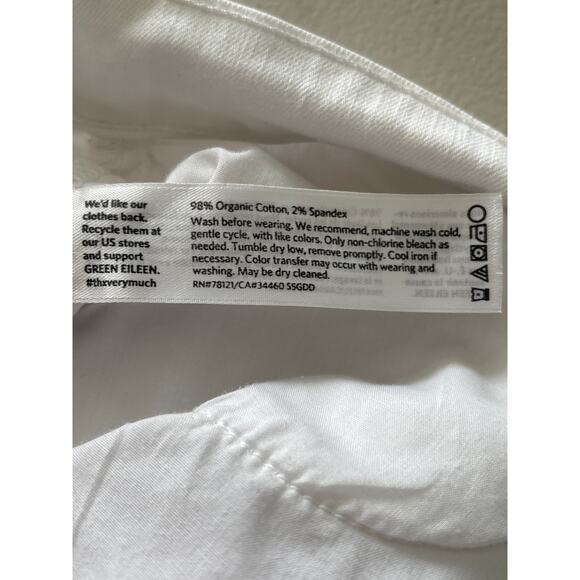 We'd like our
clothes back.
Recycle them at
our US stores
and support
GREEN EILEEN.
#thxverymuch
98% Organic Cotton, 2% Spandex
Wash before wearing. We recommend, machine wash cold,
gentle cycle, with like colors. Only non-chlorine bleach as
needed. Tumble dry low, remove promptly. Cool iron if
necessary. Color transfer may occur with wearing and
washing. May be dry cleaned.
RN#78121/CA#34460 SSGDD